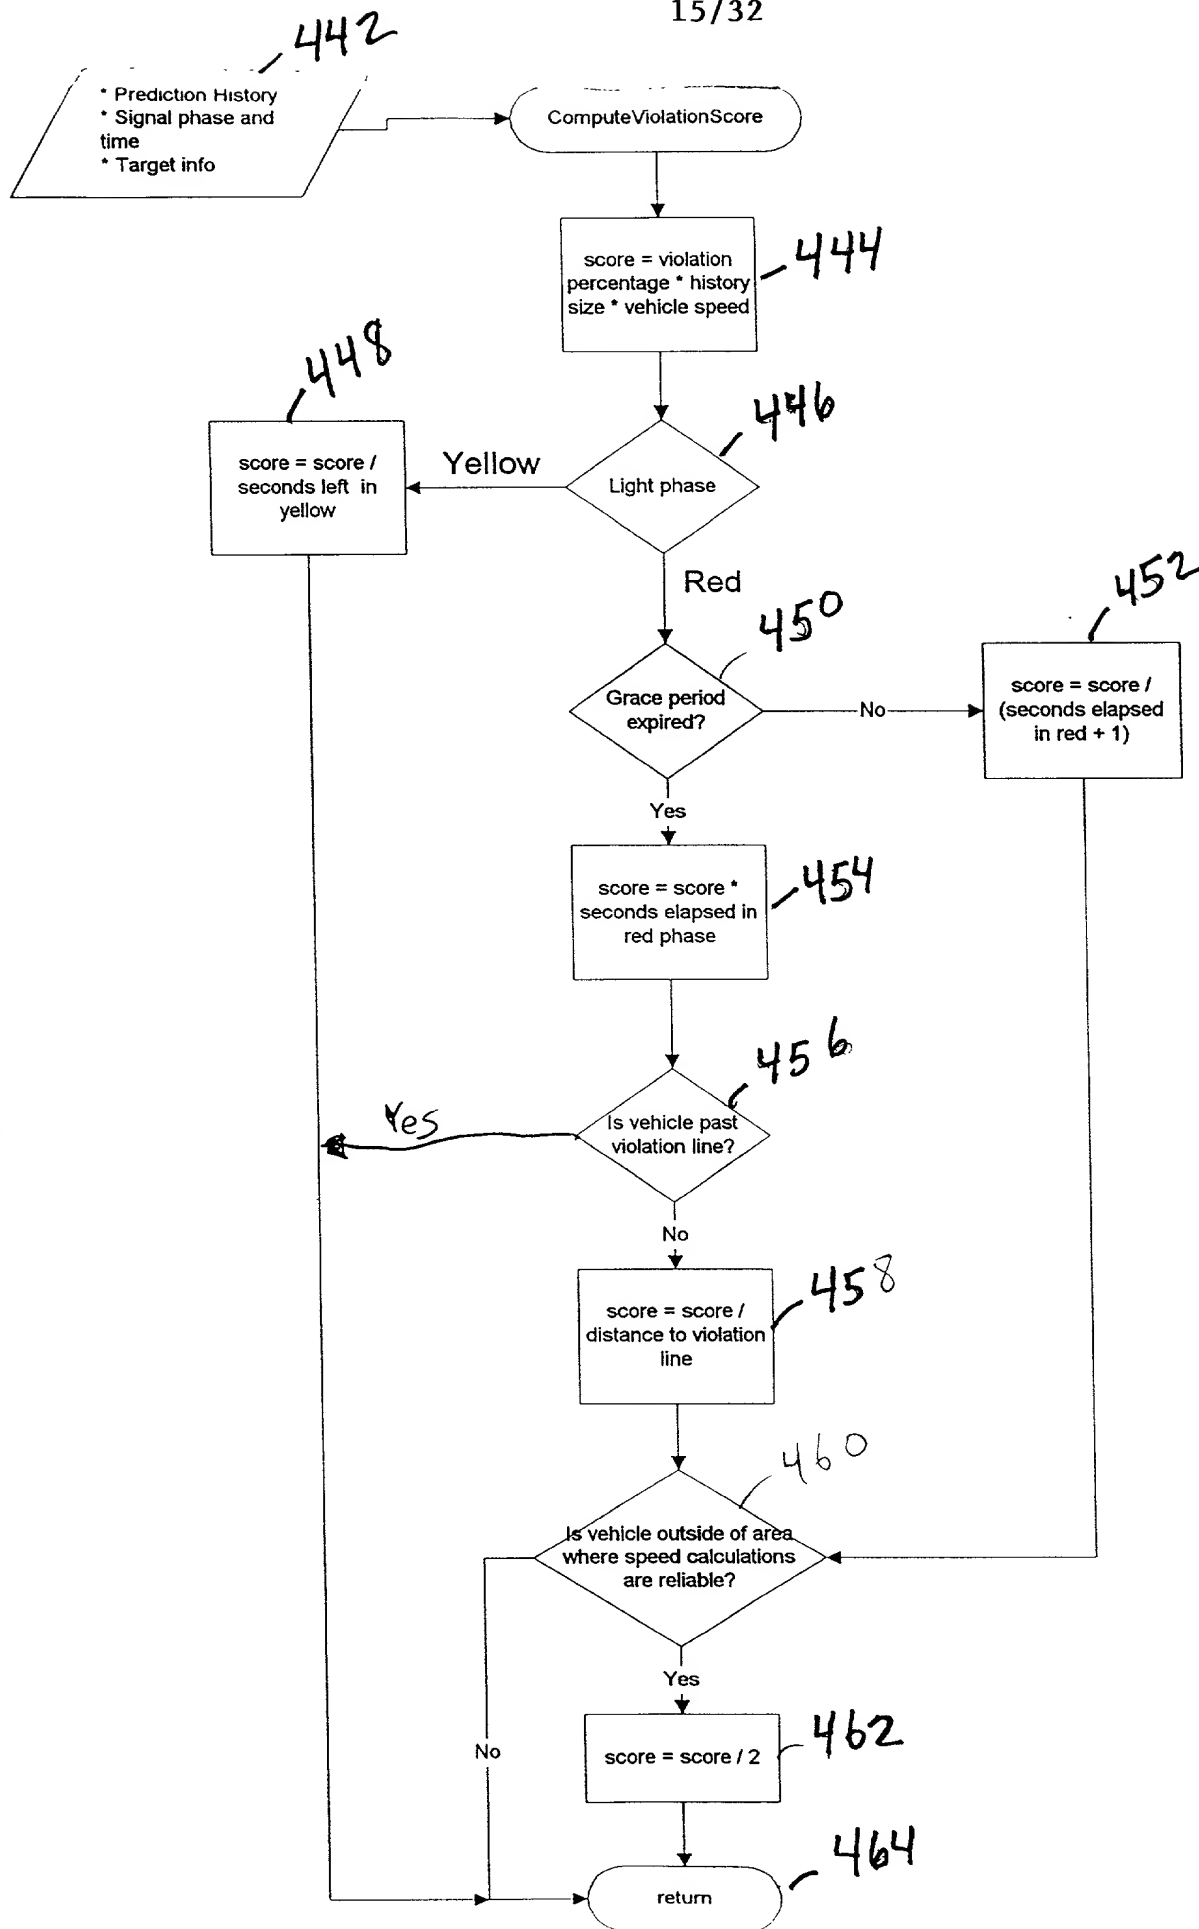 15/32
442
* Prediction History
* Signal phase and
time
* Target info
ComputeViolationScore
score = violation
percentage * history
size * vehicle speed
444
448
446
score = score /
seconds left in
yellow
Yellow
Light phase
Red
450
452
Grace period
expired?
No
score = score /
(seconds elapsed
in red + 1)
Yes
score = score *
seconds elapsed in
red phase
454
456
Yes
Is vehicle past
violation line?
No
458
score = score /
distance to violation
line
460
Is vehicle outside of area
where speed calculations
are reliable?
Yes
No
score = score / 2
462
464
return